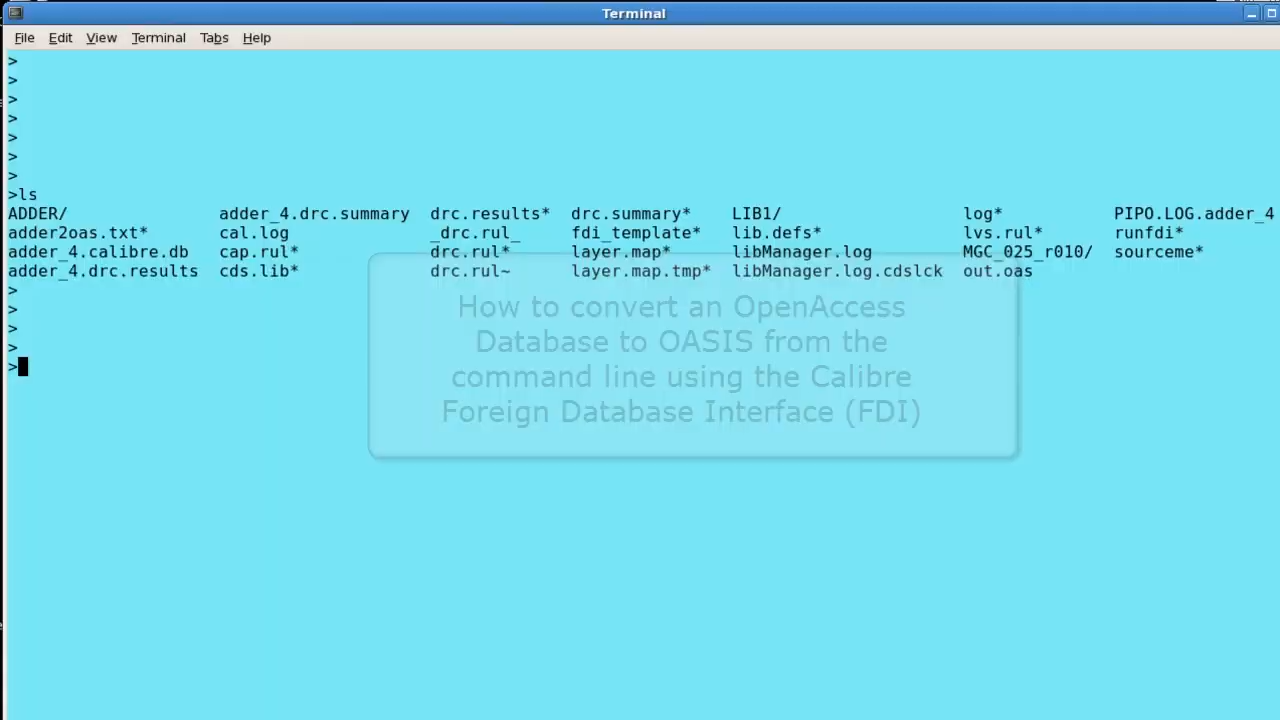 Terminal
File Edit View Terminal Tabs Help
>
>
>
>
>
>
>
>ls
ADDER/ adder_4.drc.summary drc.results* drc.summary* LIB1/ log* PIPO.LOG.adder_4
adder2oas.txt* cal.log _drc.rul_ fdi_template* lib.defs* lvs.rul* runfdi*
adder_4.calibre.db cap.rul* drc.rul* layer.map* libManager.log MGC_025_r010/ sourceme*
adder_4.drc.results cds.lib* drc.rul~ layer.map.tmp* libManager.log.cdslck out.oas
>
>
>
>
>
How to convert an OpenAccess
Database to OASIS from the
command line using the Calibre
Foreign Database Interface (FDI)